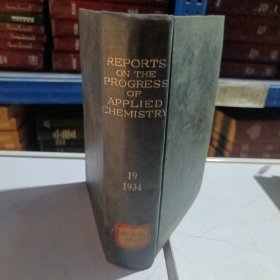 REPORTS
ON THE
PROGRESS
OF
APPLIED
CHEMISTRY
19
1934